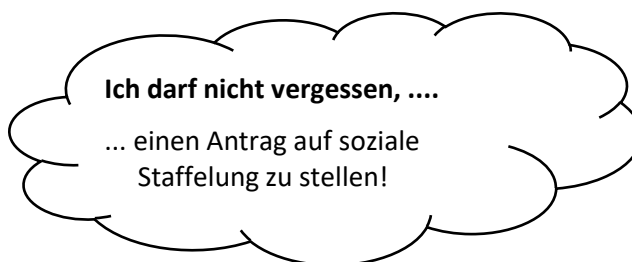 Ich darf nicht vergessen, ....
... einen Antrag auf soziale
Staffelung zu stellen!